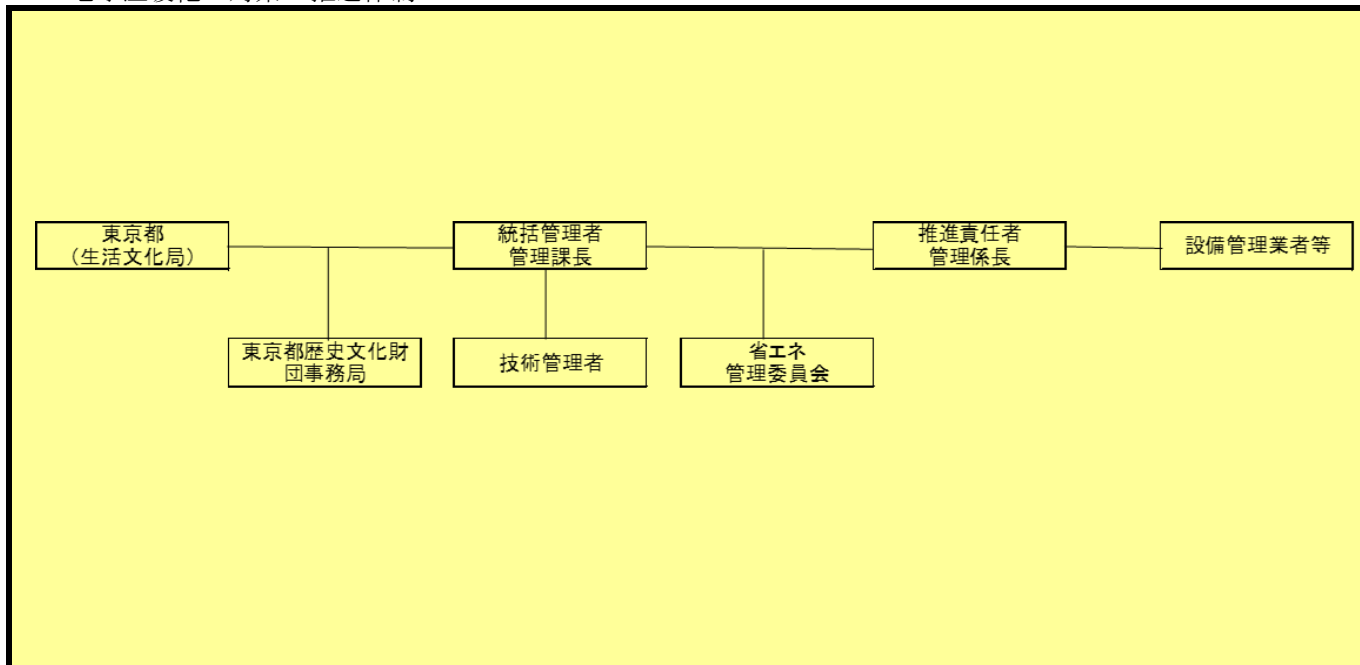 東京都
（生活文化局）
統括管理者
管理課長
推進責任者
管理係長
設備管理業者等
東京都歴史文化財
団事務局
技術管理者
省エネ
管理委員会